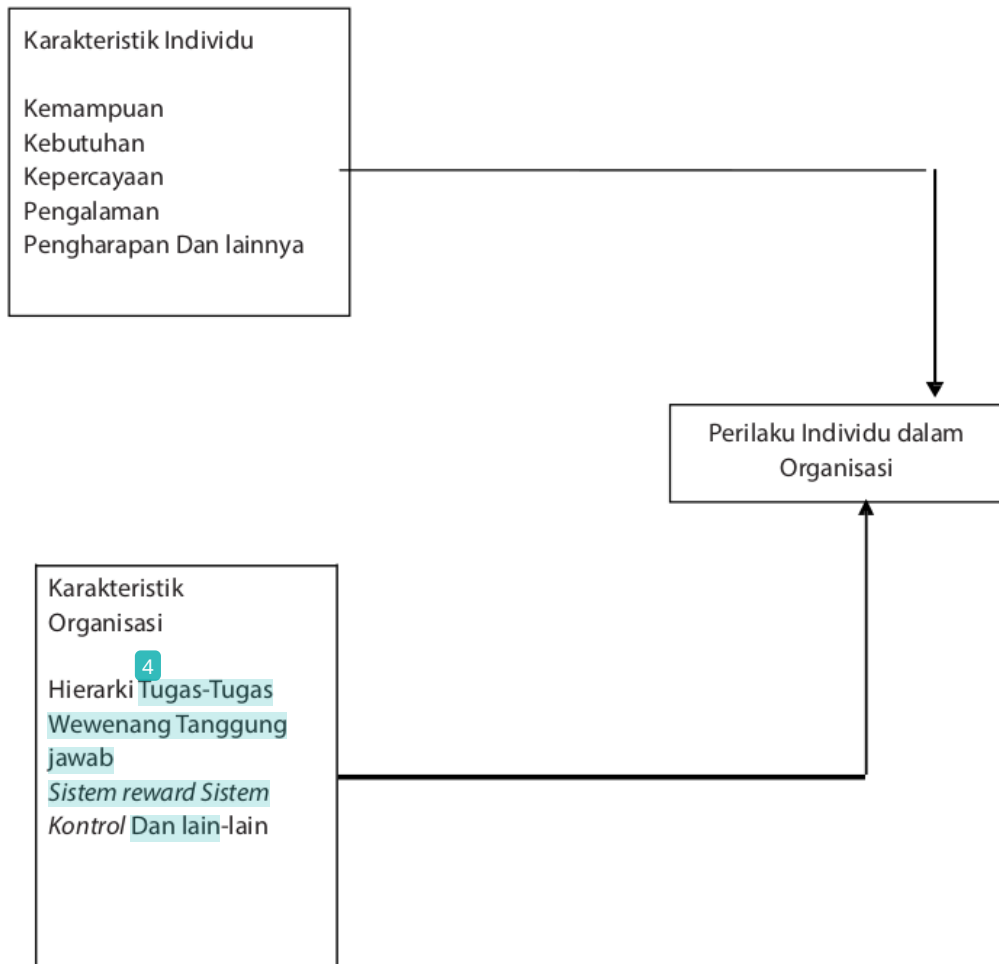 Karakteristik Individu
Kemampuan
Kebutuhan
Kepercayaan
Pengalaman
Pengharapan Dan lainnya
Perilaku Individu dalam
Organisasi
Karakteristik
Organisasi
4
Hierarki Tugas-Tugas
Wewenang Tanggung
jawab
Sistem reward Sistem
Kontrol Dan lain-lain